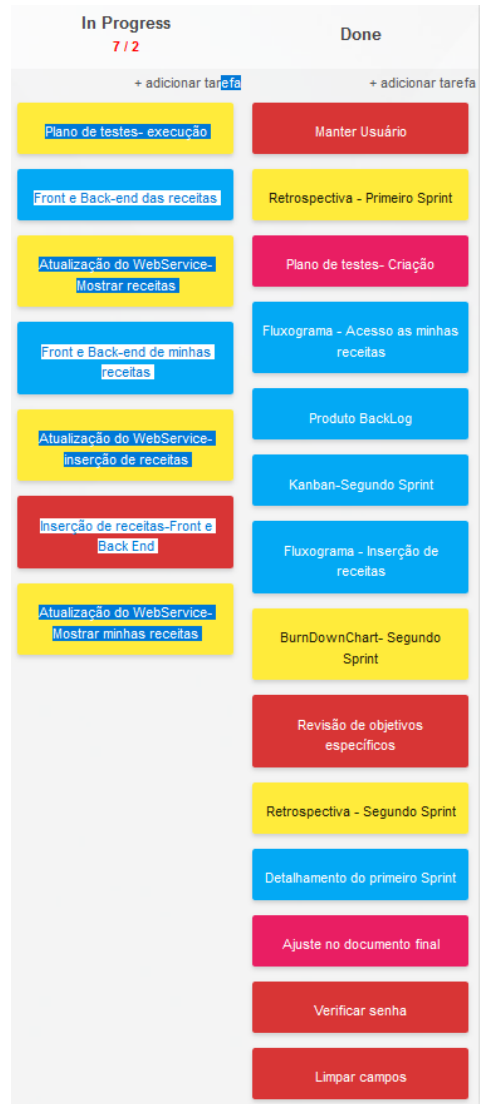 In Progress
7 / 2
+ adicionar tarefa
Plano de testes- execução
Front e Back-end das receitas
Atualização do WebService-
Mostrar receitas
Front e Back-end de minhas
receitas
Atualização do WebService-
inserção de receitas
Inserção de receitas-Front e
Back End
Atualização do WebService-
Mostrar minhas receitas
Done
+ adicionar tarefa
Manter Usuário
Retrospectiva - Primeiro Sprint
Plano de testes- Criação
Fluxograma - Acesso as minhas
receitas
Produto BackLog
Kanban-Segundo Sprint
Fluxograma - Inserção de
receitas
BurnDownChart- Segundo
Sprint
Revisão de objetivos
específicos
Retrospectiva - Segundo Sprint
Detalhamento do primeiro Sprint
Ajuste no documento final
Verificar senha
Limpar campos